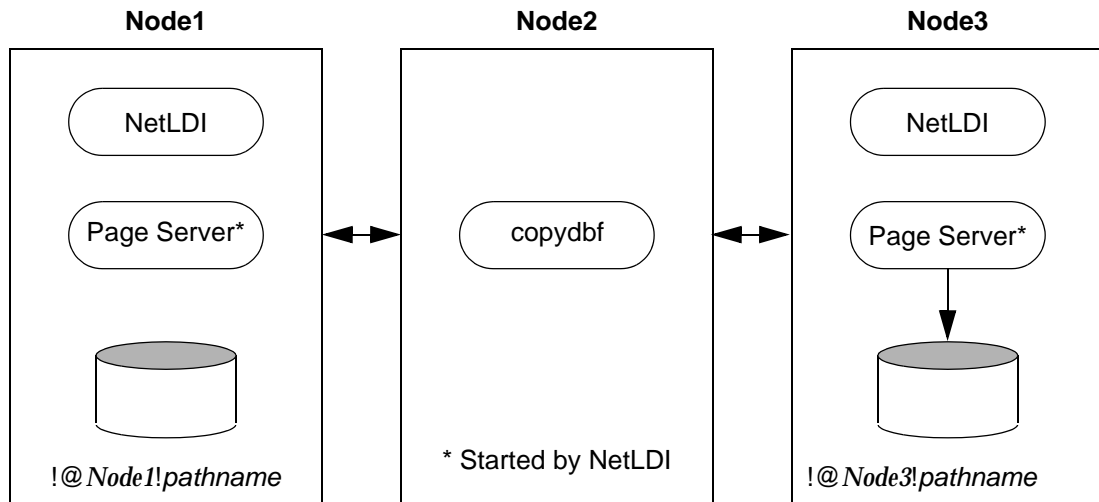 Node1
Node2
Node3
NetLDI
NetLDI
Page Server*
copydbf
Page Server*
* Started by NetLDI
!@Node1!pathname
!@Node3!pathname